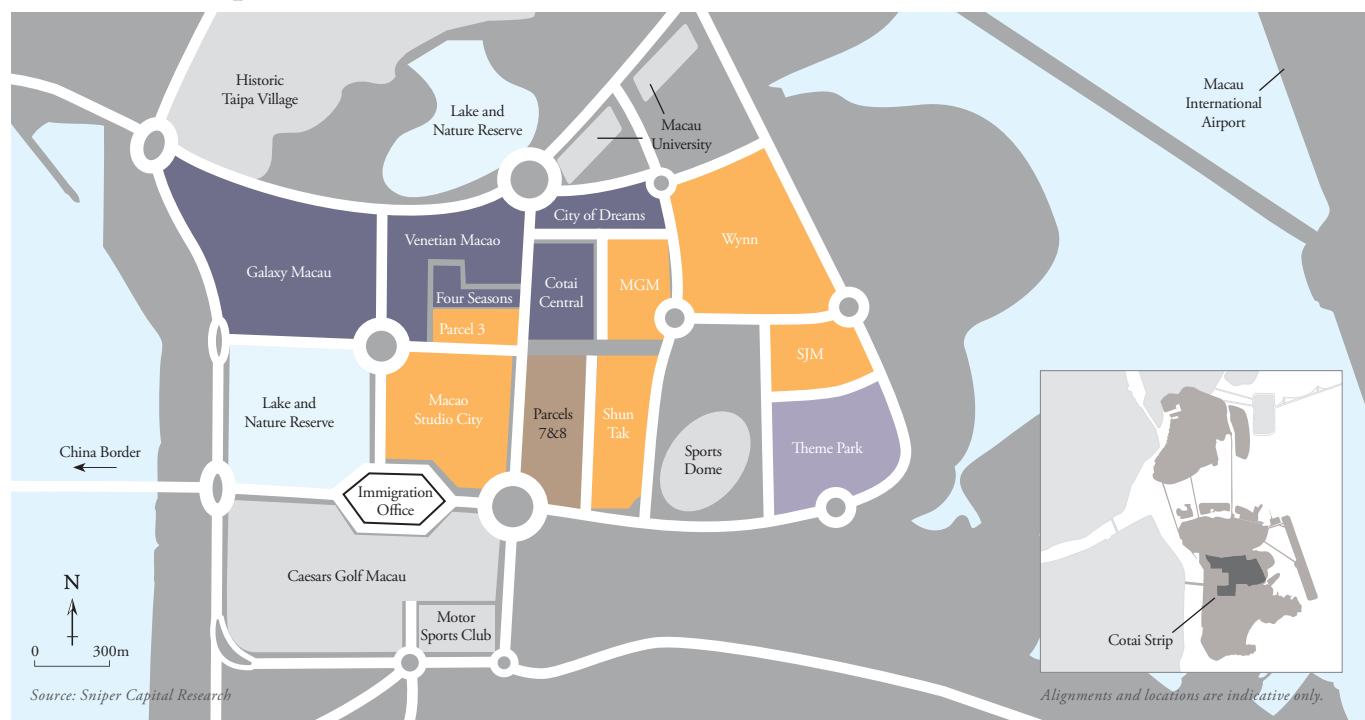 Historic
Taipa Village
Lake and
Nature Reserve
Macau
University
Macau
International
Airport
City of Dreams
Venetian Macao
Wynn
Galaxy Macau
Cotai
Central
MGM
Four Seasons
Parcel 3
SJM
Lake and
Nature Reserve
Macao
Studio City
Parcels
7&8
Shun
Tak
Sports
Dome
Theme Park
China Border
Immigration
Office
Caesars Golf Macau
Motor
Sports Club
N
0 300m
Cotai Strip
Source: Sniper Capital Research
Alignments and locations are indicative only.